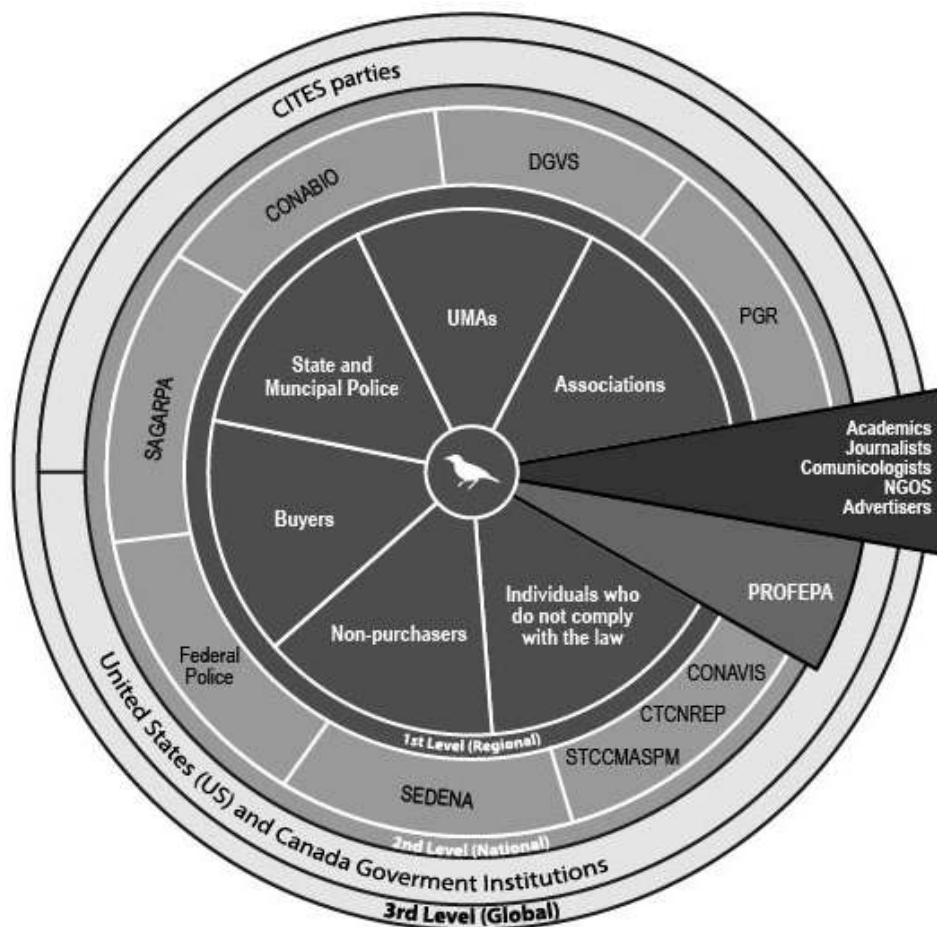 CITES parties
CONABIO
DGVS
PGR
SAGARPA
UMAs
State and
Muncipal Police
Associations
Academics
Journalists
Comunicologists
NGOS
Advertisers
Buyers
PROFEPA
Individuals who
do not comply
with the law
Non-purchasers
Federal
Police
CONAVIS
CTCNREP
STCCMASPM
SEDENA
1st Level (Regional)
2nd Level (National)
United States (US) and Canada Goverment Institutions
3rd Level (Global)